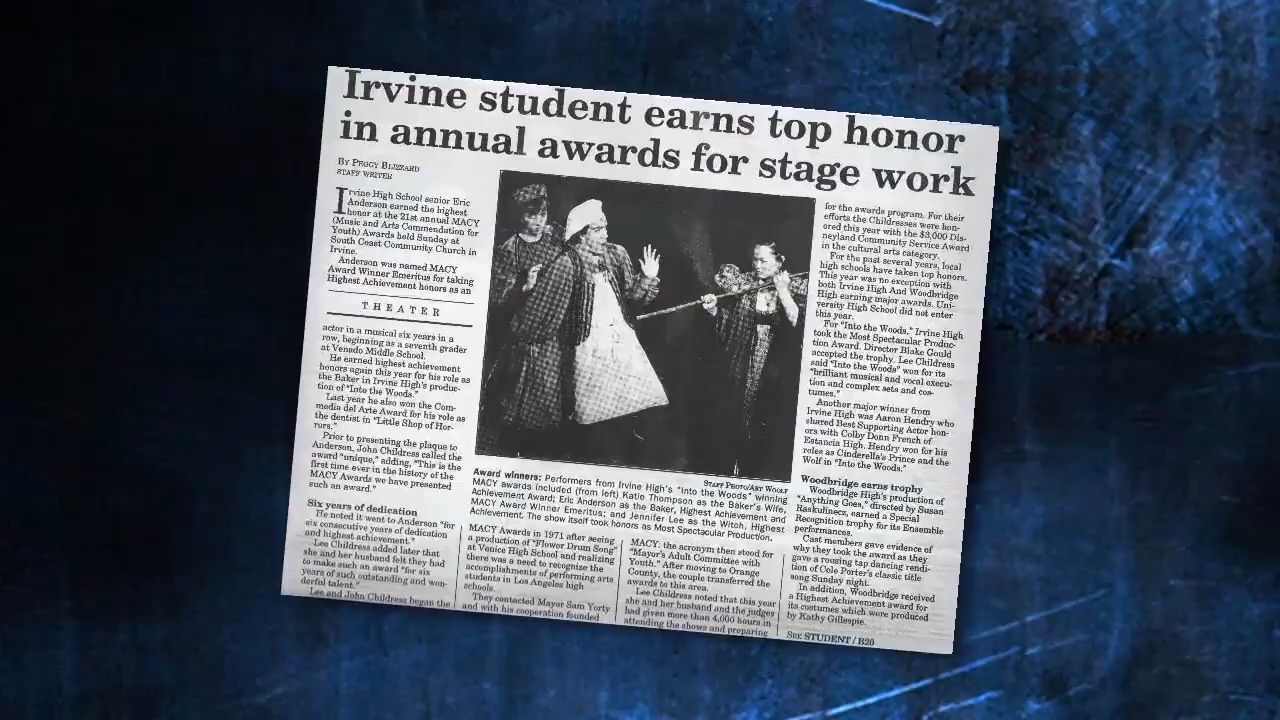 Irvine student earns top honor
in annual awards for stage work
BY PEGGY BLIZZARD
STAFF WRITER
Irvine High School senior Eric
Anderson earned the highest
honor at the 21st annual MACY
(Music and Arts Commendation for
Youth) Awards held Sunday at
South Coast Community Church in
Irvine.
Anderson was named MACY
Award Winner Emeritus for taking
Highest Achievement honors as an
THEATER
actor in a musical six years in a
row, beginning as a seventh grader
at Venado Middle School.
He earned highest achievement
honors again this year for his role as
the Baker in Irvine High's produc-
tion of "Into the Woods."
Last year he also won the Com-
media del Arte Award for his role as
the dentist in "Little Shop of Hor-
rors."
Prior to presenting the plaque to
Anderson, John Childress called the
award "unique," adding, "This is the
first time ever in the history of the
MACY Awards we have presented
such an award."
Six years of dedication
He noted it went to Anderson "for
six consecutive years of dedication
and highest achievement."
Lee Childress added later that
she and her husband felt they had
to make such an award "for six
years of such outstanding and won-
derful talent."
Lee and John Childress began the
STAFF PHOTO/ART WOOLF
Award winners: Performers from Irvine High's "Into the Woods" winning
MACY awards included (from left) Katie Thompson as the Baker's Wife,
Achievement Award; Eric Anderson as the Baker, Highest Achievement and
MACY Award Winner Emeritus; and Jennifer Lee as the Witch, Highest
Achievement. The show itself took honors as Most Spectacular Production.
MACY Awards in 1971 after seeing
a production of "Flower Drum Song"
at Venice High School and realizing
there was a need to recognize the
accomplishments of performing arts
students in Los Angeles high
schools.
They contacted Mayor Sam Yorty
and with his cooperation founded
MACY: the acronym then stood for
"Mayor's Adult Committee with
Youth." After moving to Orange
County, the couple transferred the
awards to this area.
Lee Childress noted that this year
she and her husband and the judges
had given more than 4,000 hours in
attending the shows and preparing
for the awards program. For their
efforts the Childresses were hon-
ored this year with the $3,000 Dis-
neyland Community Service Award
in the cultural arts category.
For the past several years, local
high schools have taken top honors.
This year was no exception with
both Irvine High And Woodbridge
High earning major awards. Uni-
versity High School did not enter
this year.
For "Into the Woods," Irvine High
took the Most Spectacular Produc-
tion Award. Director Blake Gould
accepted the trophy. Lee Childress
said "Into the Woods" won for its
"brilliant musical and vocal execu-
tion and complex sets and cos-
tumes."
Another major winner from
Irvine High was Aaron Hendry who
shared Best Supporting Actor hon-
ors with Colby Donn French of
Estancia High. Hendry won for his
roles as Cinderella's Prince and the
Wolf in "Into the Woods."
Woodbridge earns trophy
Woodbridge High's production of
"Anything Goes," directed by Susan
Raskulinecz, earned a Special
Recognition trophy for its Ensemble
performances.
Cast members gave evidence of
why they took the award as they
gave a rousing tap dancing rendi-
tion of Cole Porter's classic title
song Sunday night.
In addition, Woodbridge received
a Highest Achievement award for
its costumes which were produced
by Kathy Gillespie.
See STUDENT / B20